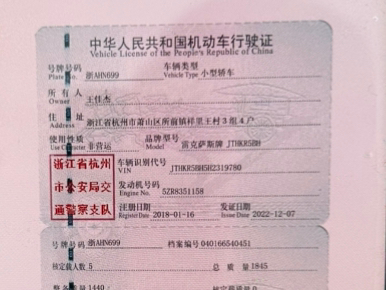 中华人民共和国机动车行驶证
Vehicle License of the People's Republic of China
号牌号码 浙AHN699 车辆类型 小型轿车
Plate No. Vehicle Type
所有人 王佳杰
Owner
住址 浙江省杭州市萧山区所前镇祥里王村3组4户
Address
使用性质 非营运 品牌型号 雷克萨斯牌 JTHKR5BH
Use Character Model
浙江省杭州
市公安局交
通警察支队
车辆识别代号 JTHKR5BH5H2319780
VIN
发动机号码 5ZR8351158
Engine No.
注册日期 2018-01-16 发证日期 2022-12-07
Register Date Issue Date
号牌号码 浙AHN699 档案编号 040166540451
核定载人数 5 总质量 1845
整备质量 1440